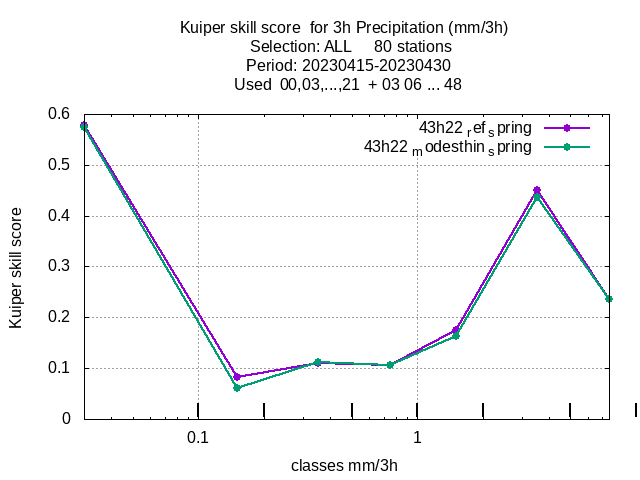 Kuiper skill score  for 3h Precipitation (mm/3h)
Selection: ALL     80 stations
Period: 20230415-20230430
Used  00,03,...,21  + 03 06 ... 48
43h22 ref spring
43h22 modesthin spring
0.6
0.5
0.4
0.3
0.2
0.1
0
Kuiper skill score
0.1
1
classes mm/3h